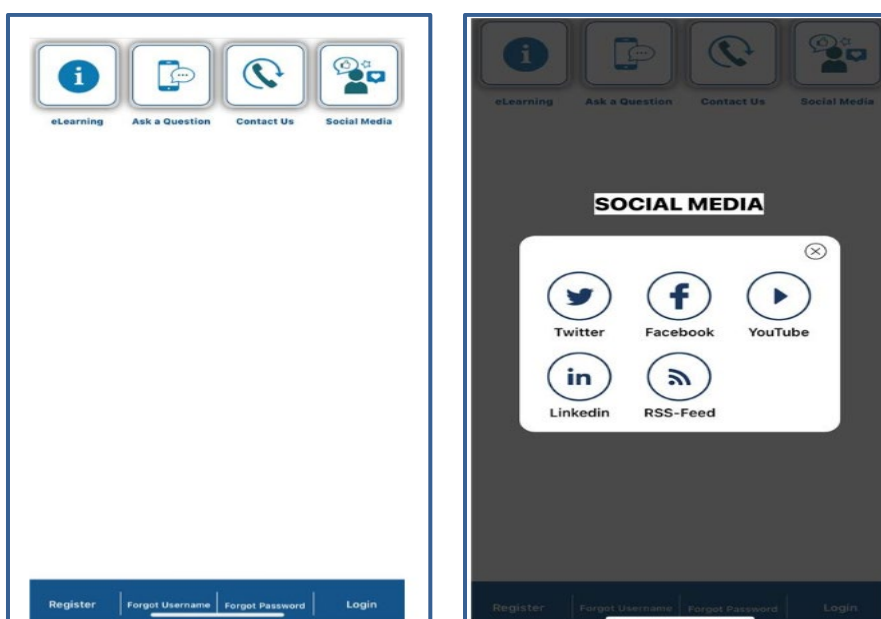 eLearning Ask a Question Contact Us Social Media
Register Forgot Username Forgot Password Login
eLearning Ask a Question Contact Us Social Media
SOCIAL MEDIA
Twitter Facebook YouTube
Linkedin RSS-Feed
Register Forgot Username Forgot Password Login